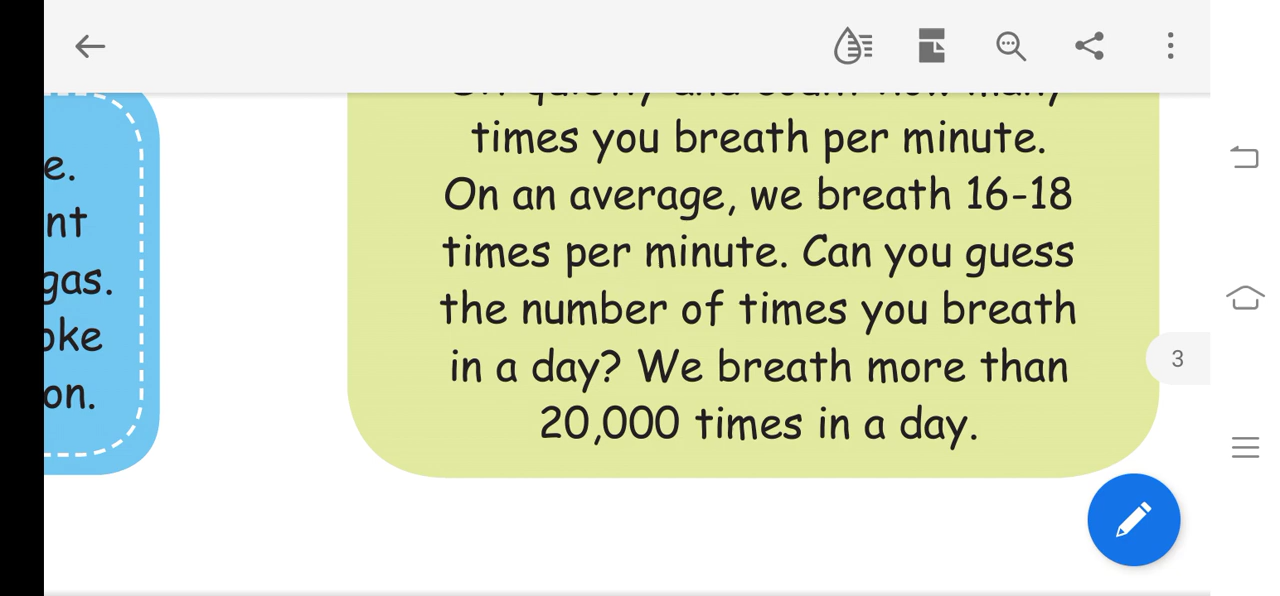 times you breath per minute.
On an average, we breath 16-18
times per minute. Can you guess
the number of times you breath
in a day? We breath more than
20,000 times in a day.
e.
nt
gas.
oke
on.
3